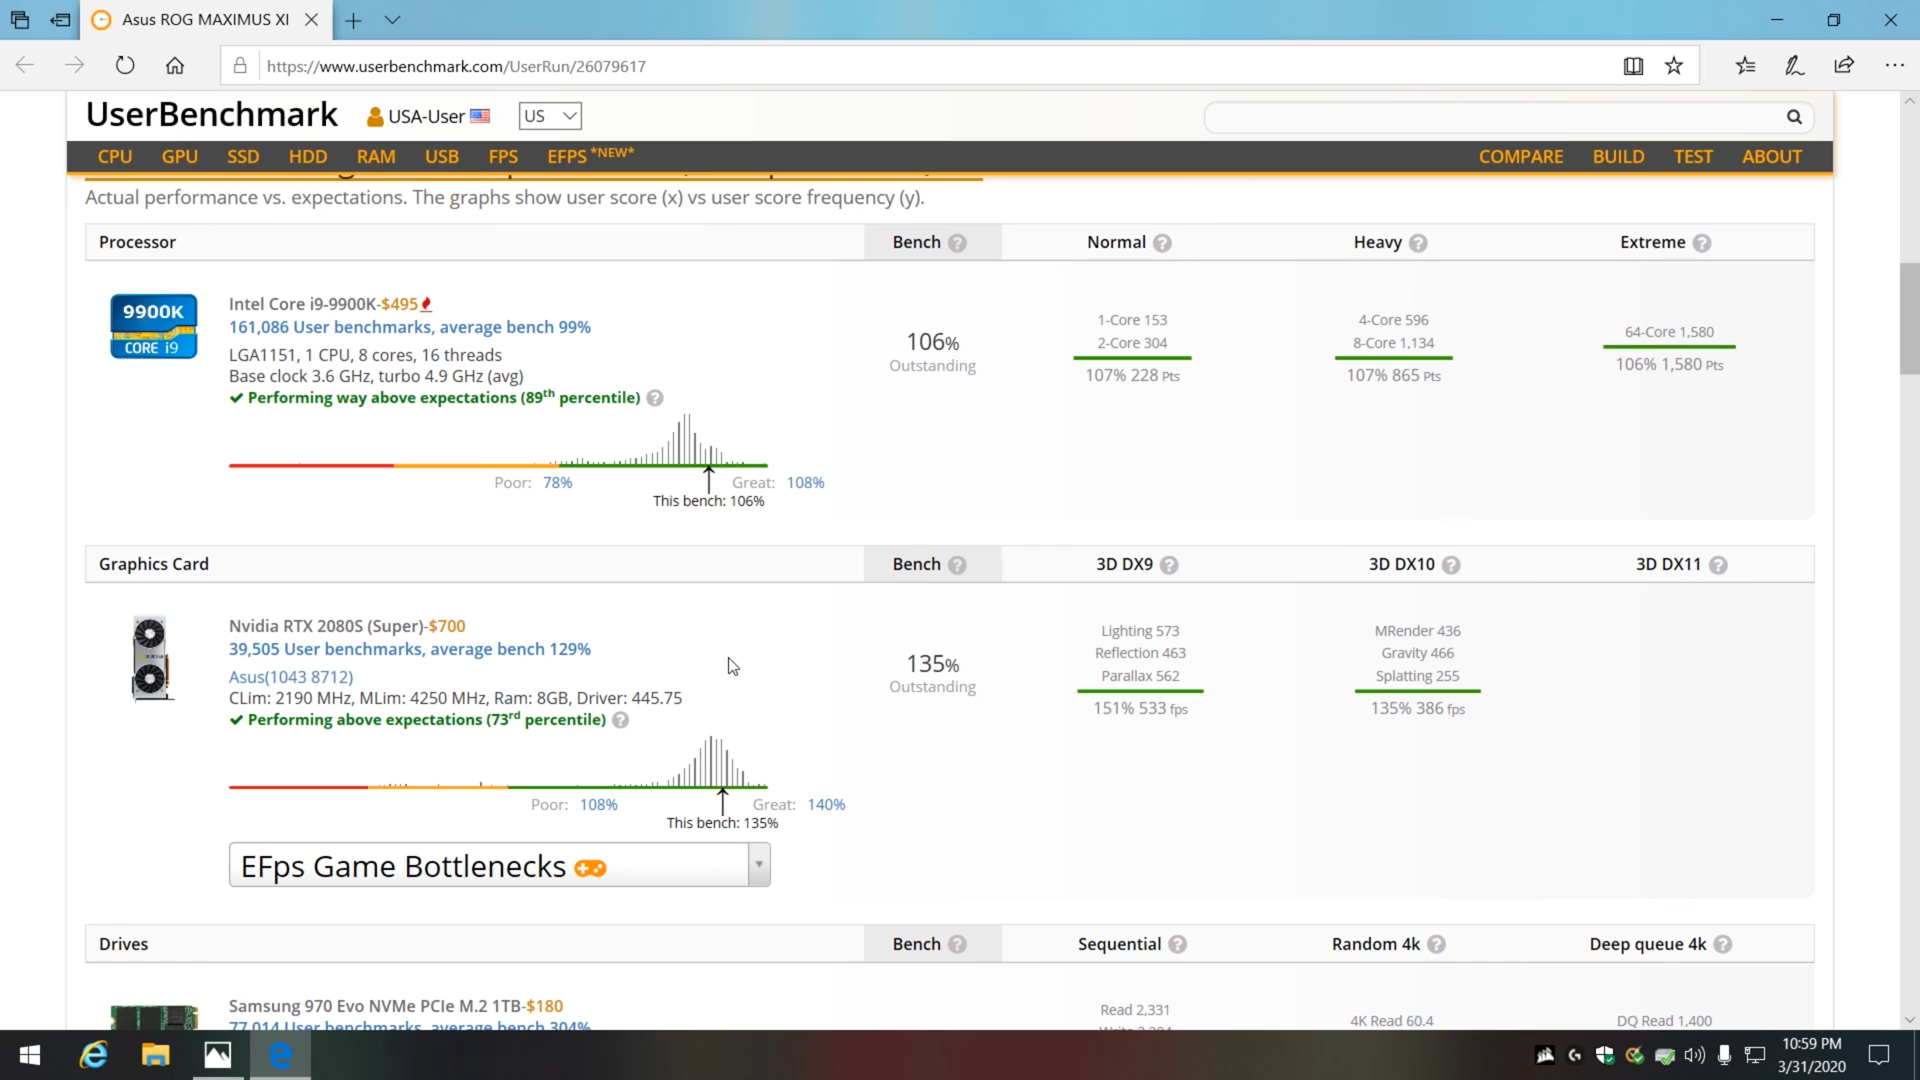 Asus ROG MAXIMUS XI
https://www.userbenchmark.com/UserRun/26079617
UserBenchmark
USA-User
US
CPU GPU SSD HDD RAM USB FPS EFPS *NEW* COMPARE BUILD TEST ABOUT
Actual performance vs. expectations. The graphs show user score (x) vs user score frequency (y).
Processor Bench ? Normal ? Heavy ? Extreme ?
9900K
CORE i9
Intel Core i9-9900K-$495
161,086 User benchmarks, average bench 99%
LGA1151, 1 CPU, 8 cores, 16 threads
Base clock 3.6 GHz, turbo 4.9 GHz (avg)
Performing way above expectations (89th percentile) ?
Poor: 78% Great: 108%
This bench: 106%
106%
Outstanding
1-Core 153
2-Core 304
107% 228 Pts
4-Core 596
8-Core 1,134
107% 865 Pts
64-Core 1,580
106% 1,580 Pts
Graphics Card Bench ? 3D DX9 ? 3D DX10 ? 3D DX11 ?
Nvidia RTX 2080S (Super)-$700
39,505 User benchmarks, average bench 129%
Asus(1043 8712)
CLim: 2190 MHz, MLim: 4250 MHz, Ram: 8GB, Driver: 445.75
Performing above expectations (73rd percentile) ?
Poor: 108% Great: 140%
This bench: 135%
135%
Outstanding
Lighting 573
Reflection 463
Parallax 562
151% 533 fps
MRender 436
Gravity 466
Splatting 255
135% 386 fps
EFps Game Bottlenecks
Drives Bench ? Sequential ? Random 4k ? Deep queue 4k ?
Samsung 970 Evo NVMe PCIe M.2 1TB-$180
77,014 User benchmarks, average bench 304%
Read 2,331
4K Read 60.4
DQ Read 1,400
10:59 PM
3/31/2020